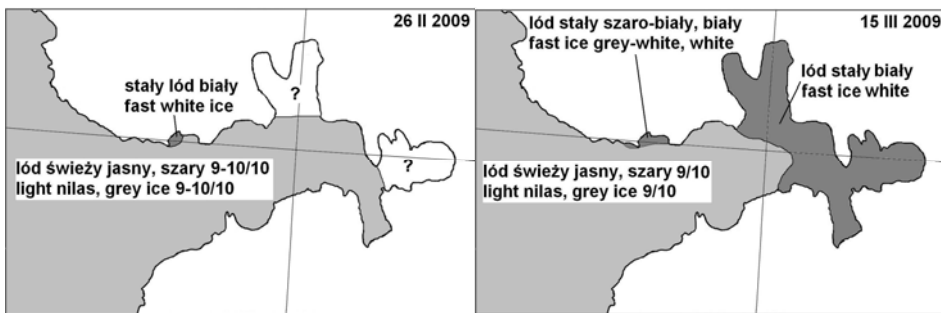 26 II 2009
stały lód biały
fast white ice
?
?
lód świeży jasny, szary 9-10/10
light nilas, grey ice 9-10/10
15 III 2009
lód stały szaro-biały, biały
fast ice grey-white, white
lód stały biały
fast ice white
lód świeży jasny, szary 9/10
light nilas, grey ice 9/10